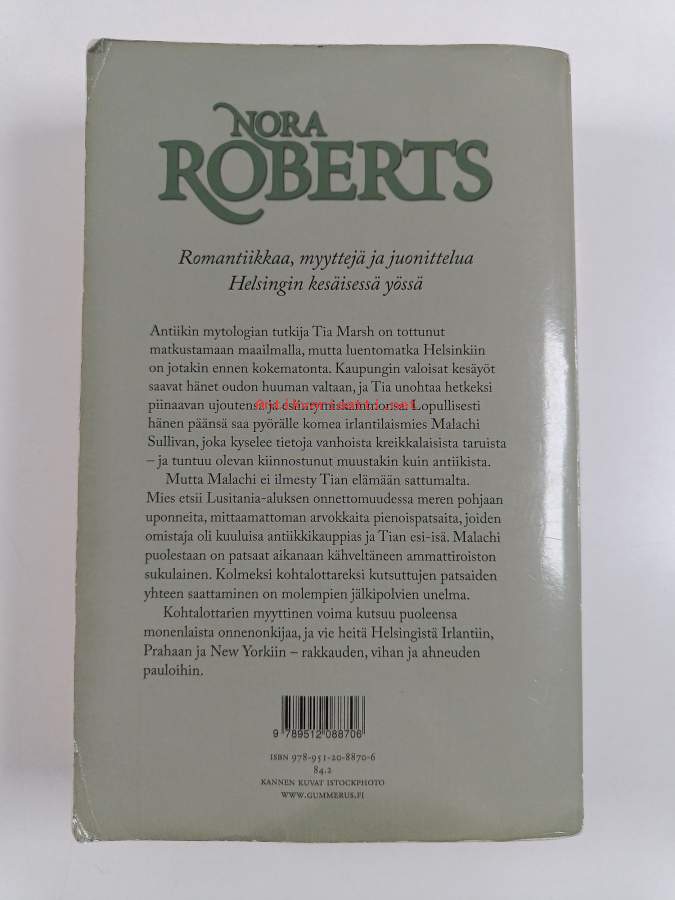 NORA
ROBERTS
Romantiikkaa, myyttejä ja juonittelua
Helsingin kesäisessä yössä
Antiikin mytologian tutkija Tia Marsh on tottunut
matkustamaan maailmalla, mutta luentomatka Helsinkiin
on jotakin ennen kokematonta. Kaupungin valoisat kesäyöt
saavat hänet oudon huuman valtaan, ja Tia unohtaa hetkeksi
piinaavan ujoutensa ja esiintymiskammonsa. Lopullisesti
hänen päänsä saa pyörälle komea irlantilaismies Malachi
Sullivan, joka kyselee tietoja vanhoista kreikkalaisista taruista
– ja tuntuu olevan kiinnostunut muustakin kuin antiikista.
Mutta Malachi ei ilmesty Tian elämään sattumalta.
Mies etsii Lusitania-aluksen onnettomuudessa meren pohjaan
uponneita, mittaamattoman arvokkaita pienoispatsaita, joiden
omistaja oli kuuluisa antiikkikauppias ja Tian esi-isä. Malachi
puolestaan on patsaat aikanaan kähveltäneen ammattiroiston
sukulainen. Kolmeksi kohtalottareksi kutsuttujen patsaiden
yhteen saattaminen on molempien jälkipolvien unelma.
Kohtalottarien myyttinen voima kutsuu puoleensa
monenlaista onnenonkijaa, ja vie heitä Helsingistä Irlantiin,
Prahaan ja New Yorkiin – rakkauden, vihan ja ahneuden
pauloihin.
9 789512 088706
ISBN 978-951-20-8870-6
84.2
KANNEN KUVAT ISTOCKPHOTO
WWW.GUMMERUS.FI